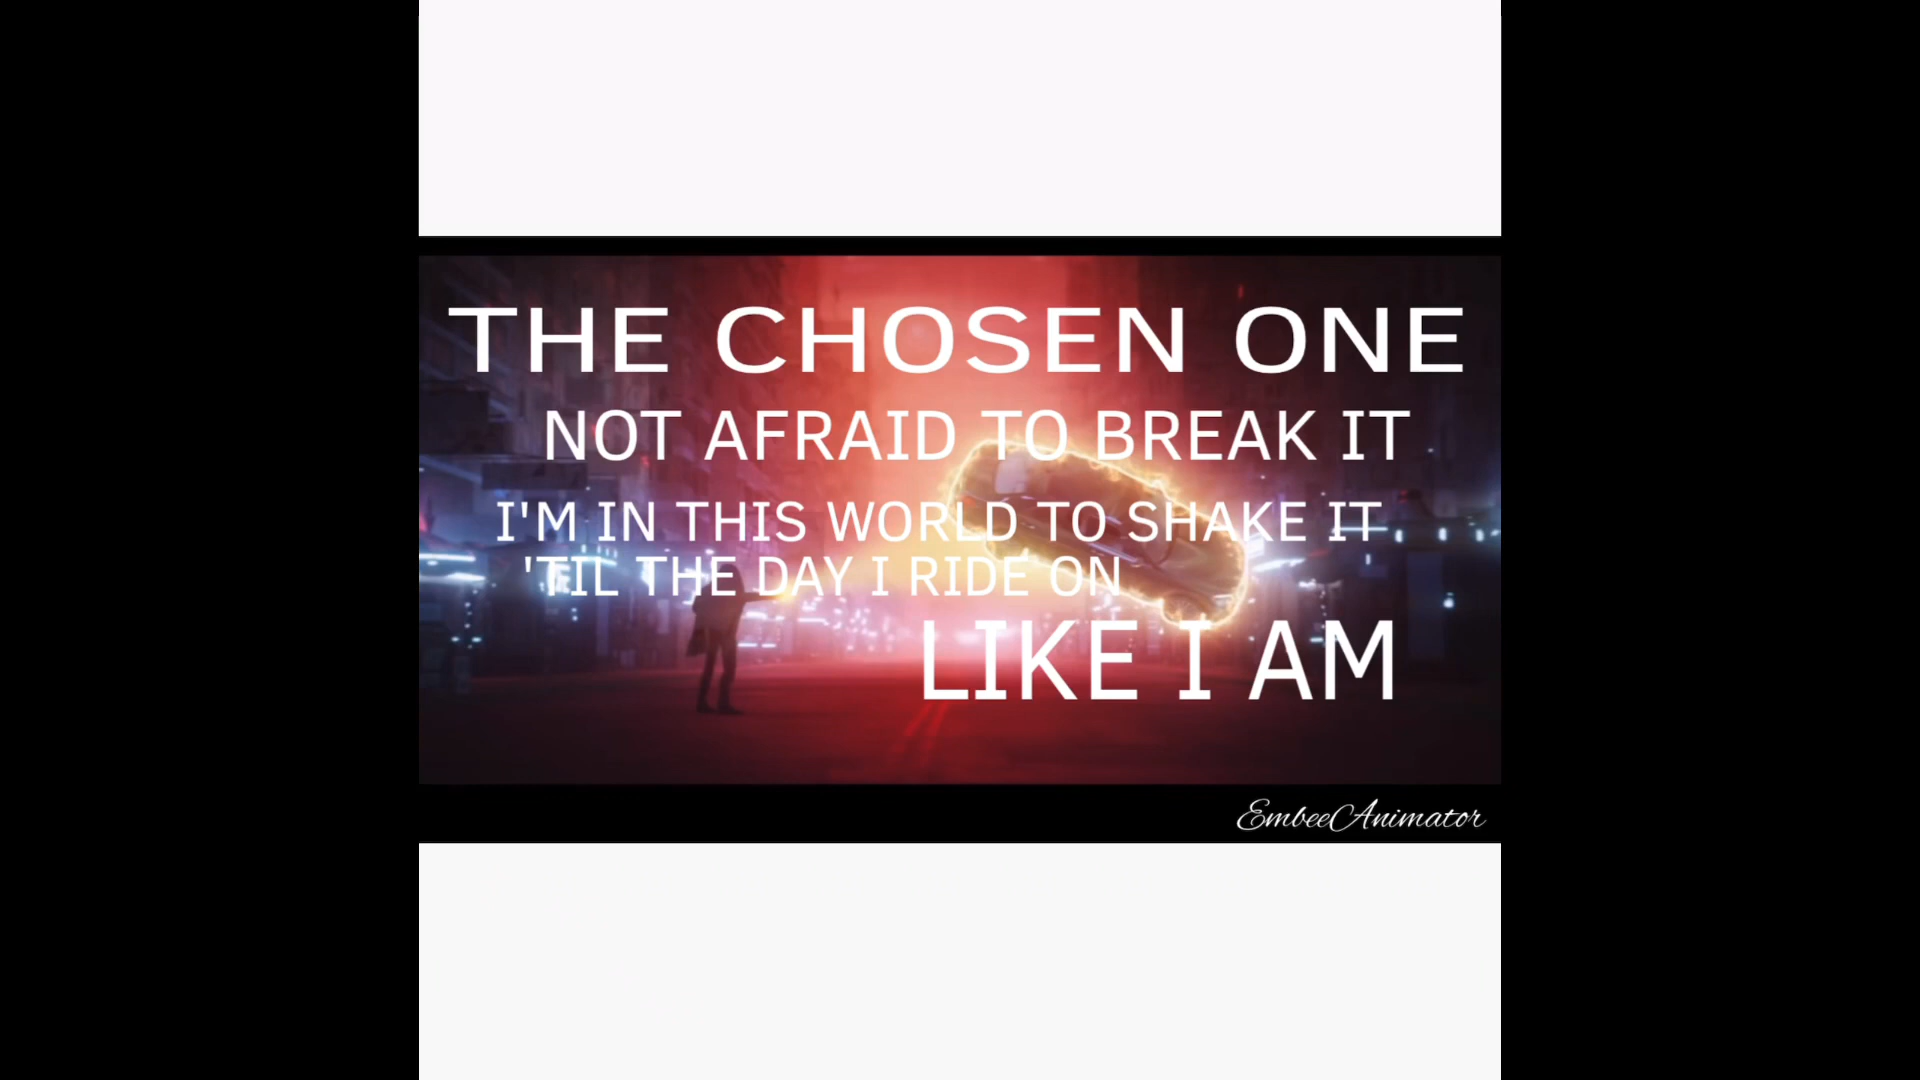 THE CHOSEN ONE
NOT AFRAID TO BREAK IT
I'M IN THIS WORLD TO SHAKE IT
'TIL THE DAY I RIDE ON
LIKE I AM
EmbeeAnimator